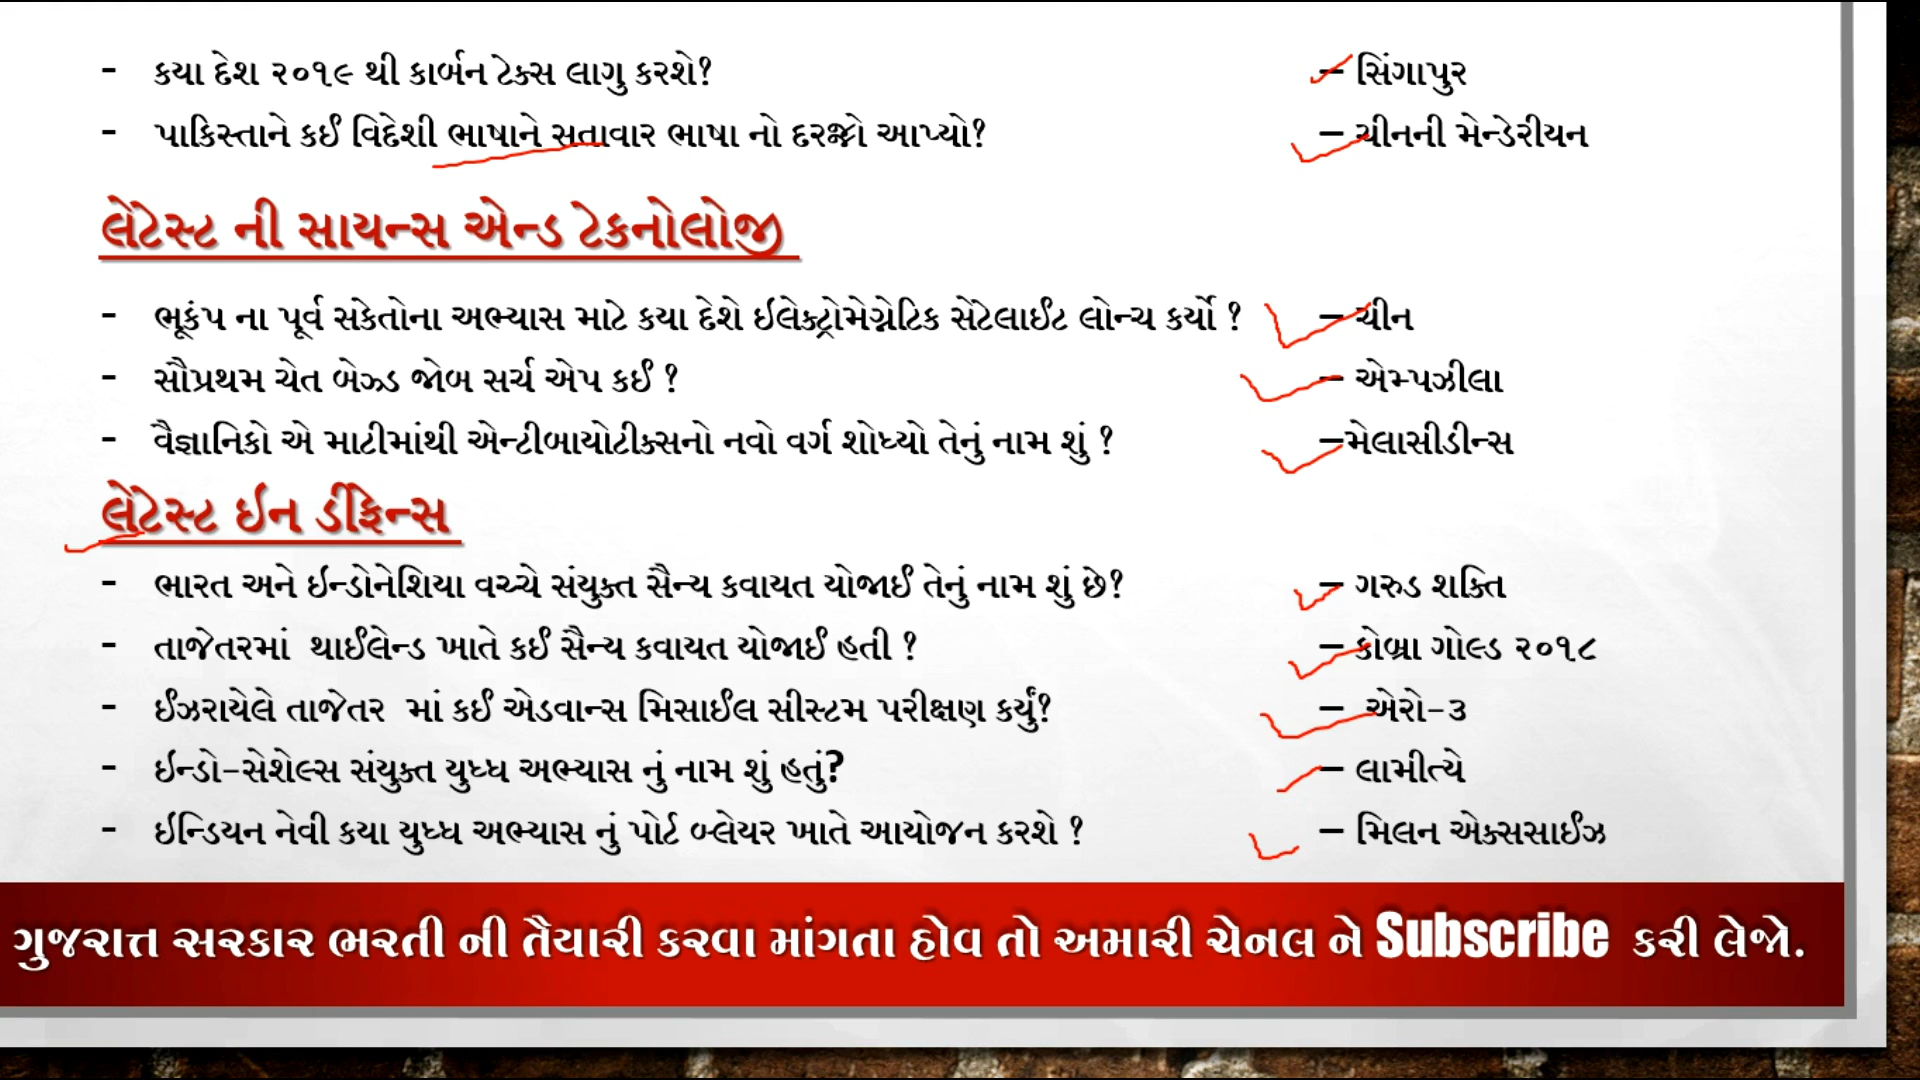 - કયા દેશ ૨૦૧૯ થી કાર્બન ટેક્સ લાગુ કરશે? – સિંગાપુર
- પાકિસ્તાને કઈ વિદેશી ભાષાને સતાવાર ભાષા નો દરજ્જો આપ્યો? – ચીનની મેન્ડેરીયન
લેટેસ્ટ ની સાયન્સ એન્ડ ટેકનોલોજી
- ભૂકંપ ના પૂર્વ સકેતોના અભ્યાસ માટે કયા દેશે ઈલેક્ટ્રોમેગ્નેટિક સેટેલાઈટ લોન્ચ કર્યો ? – ચીન
- સૌપ્રથમ ચેત બેઝ્ડ જોબ સર્ચ એપ કઈ ? – એમ્પઝીલા
- વૈજ્ઞાનિકો એ માટીમાંથી એન્ટીબાયોટીક્સનો નવો વર્ગ શોધ્યો તેનું નામ શું ? –મેલાસીડીન્સ
લેટેસ્ટ ઈન ડીફેન્સ
- ભારત અને ઇન્ડોનેશિયા વચ્ચે સંયુક્ત સૈન્ય કવાયત યોજાઈ તેનું નામ શું છે? – ગરુડ શક્તિ
- તાજેતરમાં થાઈલેન્ડ ખાતે કઈ સૈન્ય કવાયત યોજાઈ હતી ? – કોબ્રા ગોલ્ડ ૨૦૧૮
- ઈઝરાયેલે તાજેતર માં કઈ એડવાન્સ મિસાઈલ સીસ્ટમ પરીક્ષણ કર્યું? – એરો-૩
- ઇન્ડો-સેશેલ્સ સંયુક્ત યુધ્ધ અભ્યાસ નું નામ શું હતું? – લામીત્યે
- ઇન્ડિયન નેવી કયા યુધ્ધ અભ્યાસ નું પોર્ટ બ્લેયર ખાતે આયોજન કરશે ? – મિલન એક્સસાઈઝ
ગુજરાત્ત સરકાર ભરતી ની તૈયારી કરવા માંગતા હોવ તો અમારી ચેનલ ને Subscribe કરી લેજો.